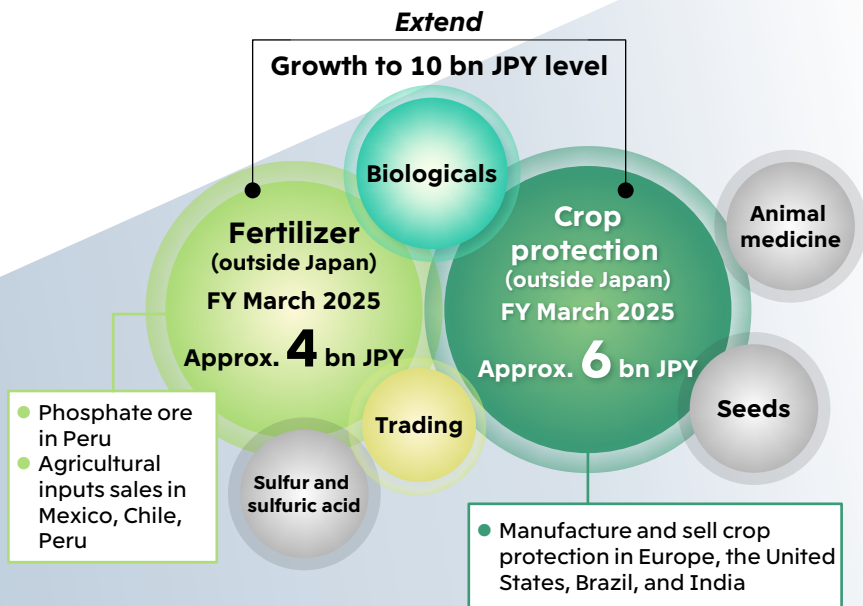 Extend
Growth to 10 bn JPY level
Biologicals
Fertilizer
(outside Japan)
FY March 2025
Approx. 4 bn JPY
Crop
protection
(outside Japan)
FY March 2025
Approx. 6 bn JPY
Animal
medicine
Seeds
Trading
Sulfur and
sulfuric acid
Phosphate ore
in Peru
Agricultural
inputs sales in
Mexico, Chile,
Peru
Manufacture and sell crop
protection in Europe, the United
States, Brazil, and India